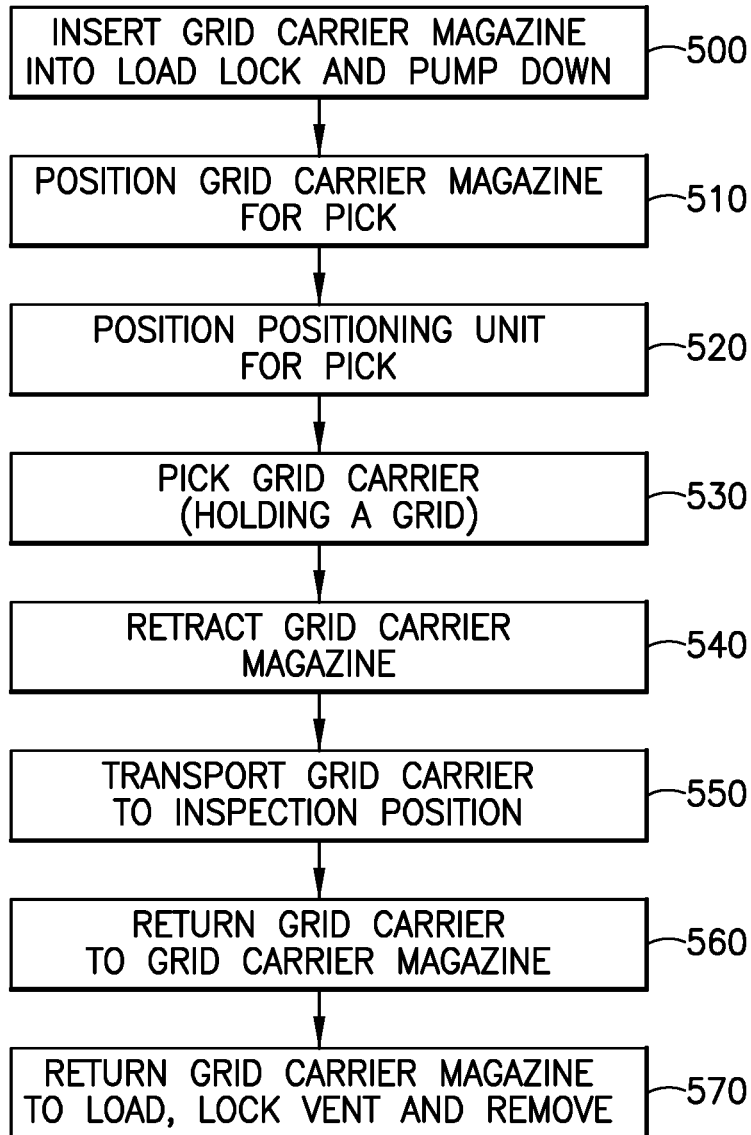 INSERT GRID CARRIER MAGAZINE
INTO LOAD LOCK AND PUMP DOWN
500
POSITION GRID CARRIER MAGAZINE
FOR PICK
510
POSITION POSITIONING UNIT
FOR PICK
520
PICK GRID CARRIER
(HOLDING A GRID)
530
RETRACT GRID CARRIER
MAGAZINE
540
TRANSPORT GRID CARRIER
TO INSPECTION POSITION
550
RETURN GRID CARRIER
TO GRID CARRIER MAGAZINE
560
RETURN GRID CARRIER MAGAZINE
TO LOAD, LOCK VENT AND REMOVE
570